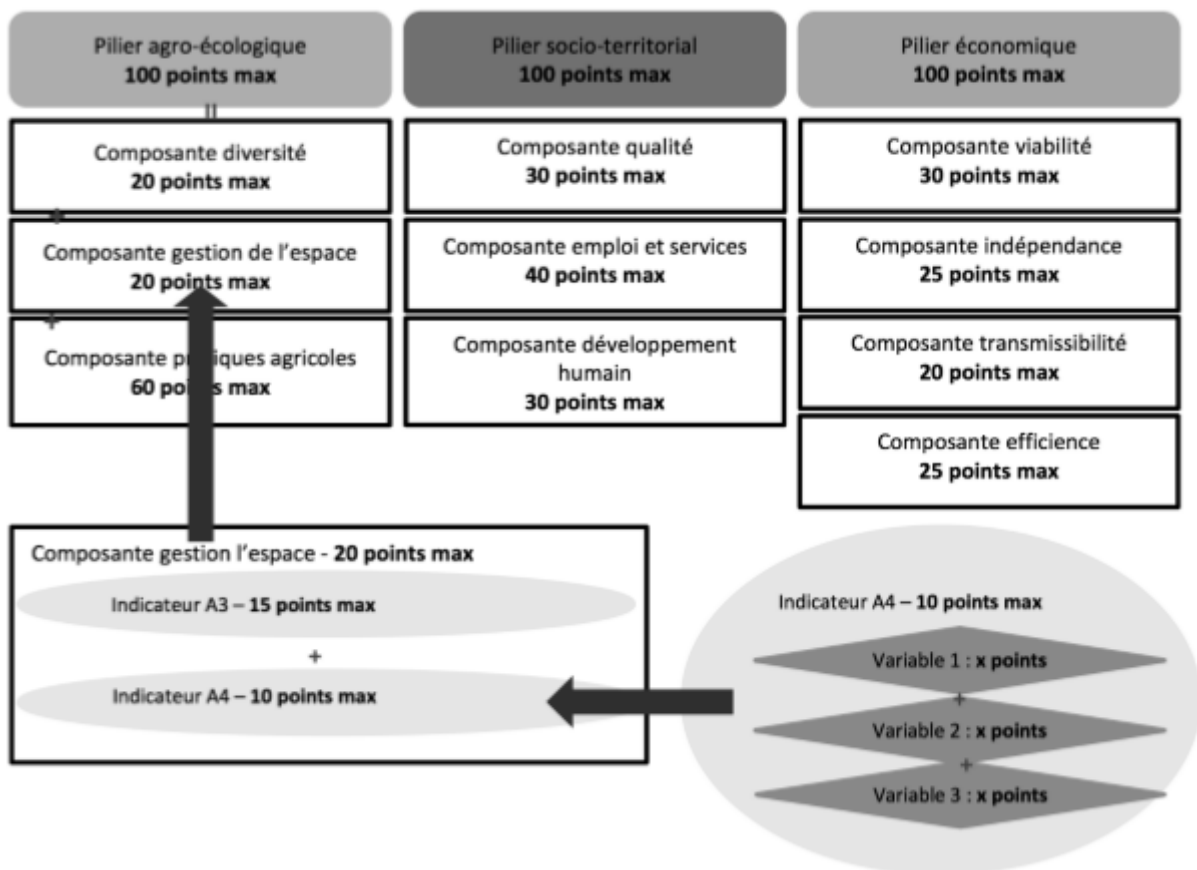 Pilier agro-écologique
100 points max
Pilier socio-territorial
100 points max
Pilier économique
100 points max
=
Composante diversité
20 points max
+
Composante gestion de l'espace
20 points max
+
Composante pratiques agricoles
60 points max
Composante qualité
30 points max
Composante emploi et services
40 points max
Composante développement
humain
30 points max
Composante viabilité
30 points max
Composante indépendance
25 points max
Composante transmissibilité
20 points max
Composante efficience
25 points max
Composante gestion l'espace - 20 points max
Indicateur A3 – 15 points max
+
Indicateur A4 – 10 points max
Indicateur A4 – 10 points max
Variable 1 : x points
+
Variable 2 : x points
+
Variable 3 : x points